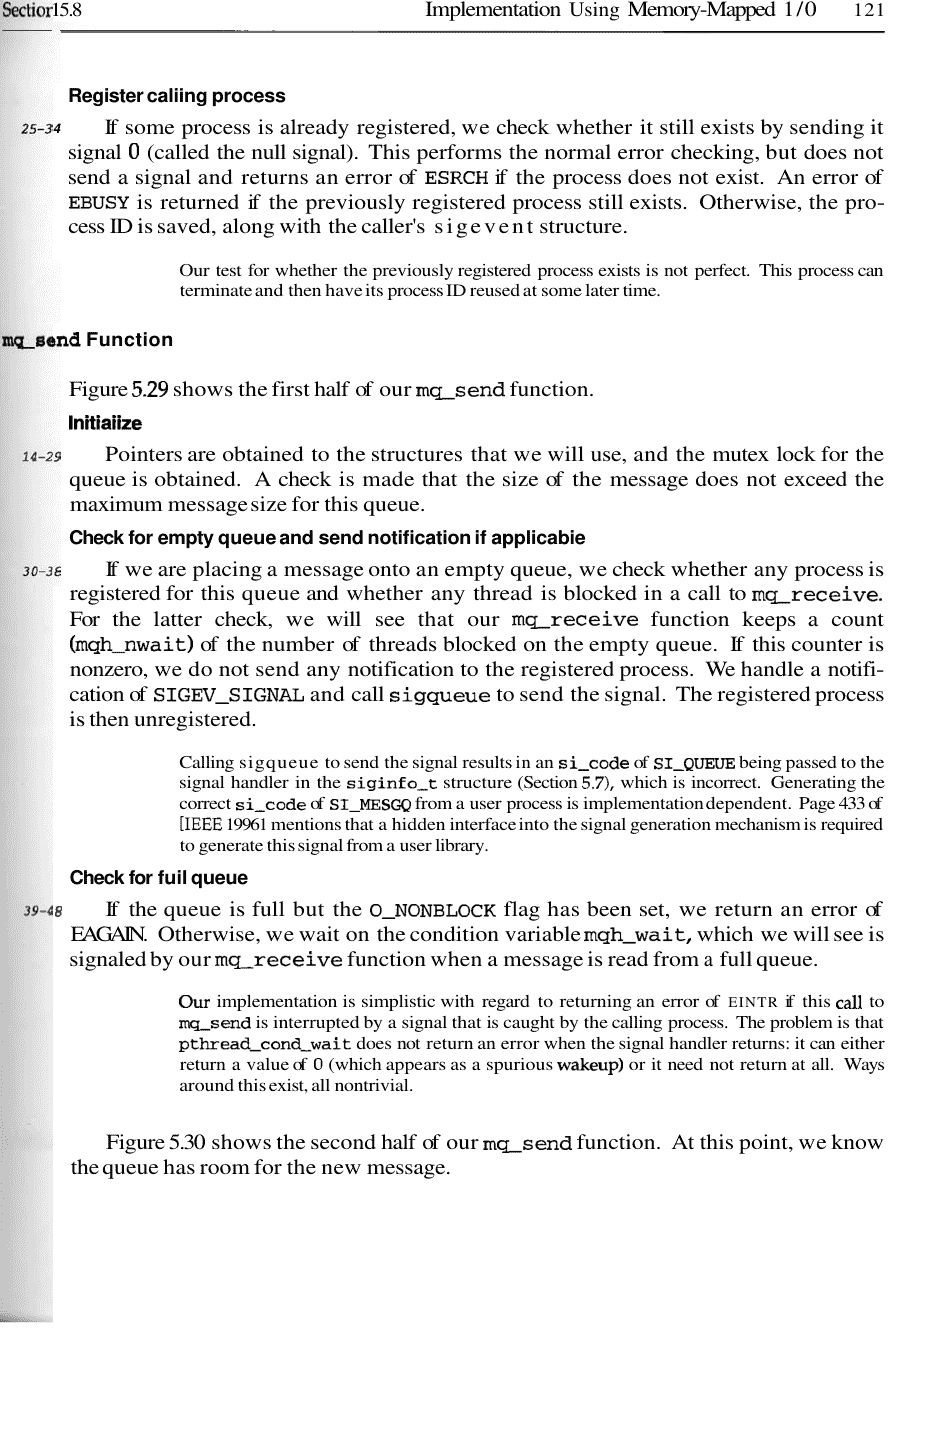 Section 15.8 Implementation Using Memory-Mapped 1/0 121
Register caliing process
25-34 If some process is already registered, we check whether it still exists by sending it
signal 0 (called the null signal). This performs the normal error checking, but does not
send a signal and returns an error of ESRCH if the process does not exist. An error of
EBUSY is returned if the previously registered process still exists. Otherwise, the pro-
cess ID is saved, along with the caller's sigevent structure.
Our test for whether the previously registered process exists is not perfect. This process can
terminate and then have its process ID reused at some later time.
mq_send Function
Figure 5.29 shows the first half of our mq_send function.
Initiaiize
14-29 Pointers are obtained to the structures that we will use, and the mutex lock for the
queue is obtained. A check is made that the size of the message does not exceed the
maximum message size for this queue.
Check for empty queue and send notification if applicabie
30-38 If we are placing a message onto an empty queue, we check whether any process is
registered for this queue and whether any thread is blocked in a call to mq_receive.
For the latter check, we will see that our mq_receive function keeps a count
(mqh_nwait) of the number of threads blocked on the empty queue. If this counter is
nonzero, we do not send any notification to the registered process. We handle a notifi-
cation of SIGEV_SIGNAL and call sigqueue to send the signal. The registered process
is then unregistered.
Calling sigqueue to send the signal results in an si_code of SI_QUEUE being passed to the
signal handler in the siginfo_t structure (Section 5.7), which is incorrect. Generating the
correct si_code of SI_MESGQ from a user process is implementation dependent. Page 433 of
[IEEE 19961 mentions that a hidden interface into the signal generation mechanism is required
to generate this signal from a user library.
Check for fuil queue
39-48 If the queue is full but the O_NONBLOCK flag has been set, we return an error of
EAGAIN. Otherwise, we wait on the condition variable mqh_wait, which we will see is
signaled by our mq_receive function when a message is read from a full queue.
Our implementation is simplistic with regard to returning an error of EINTR if this call to
mq_send is interrupted by a signal that is caught by the calling process. The problem is that
pthread_cond_wait does not return an error when the signal handler returns: it can either
return a value of 0 (which appears as a spurious wakeup) or it need not return at all. Ways
around this exist, all nontrivial.
Figure 5.30 shows the second half of our mq_send function. At this point, we know
the queue has room for the new message.